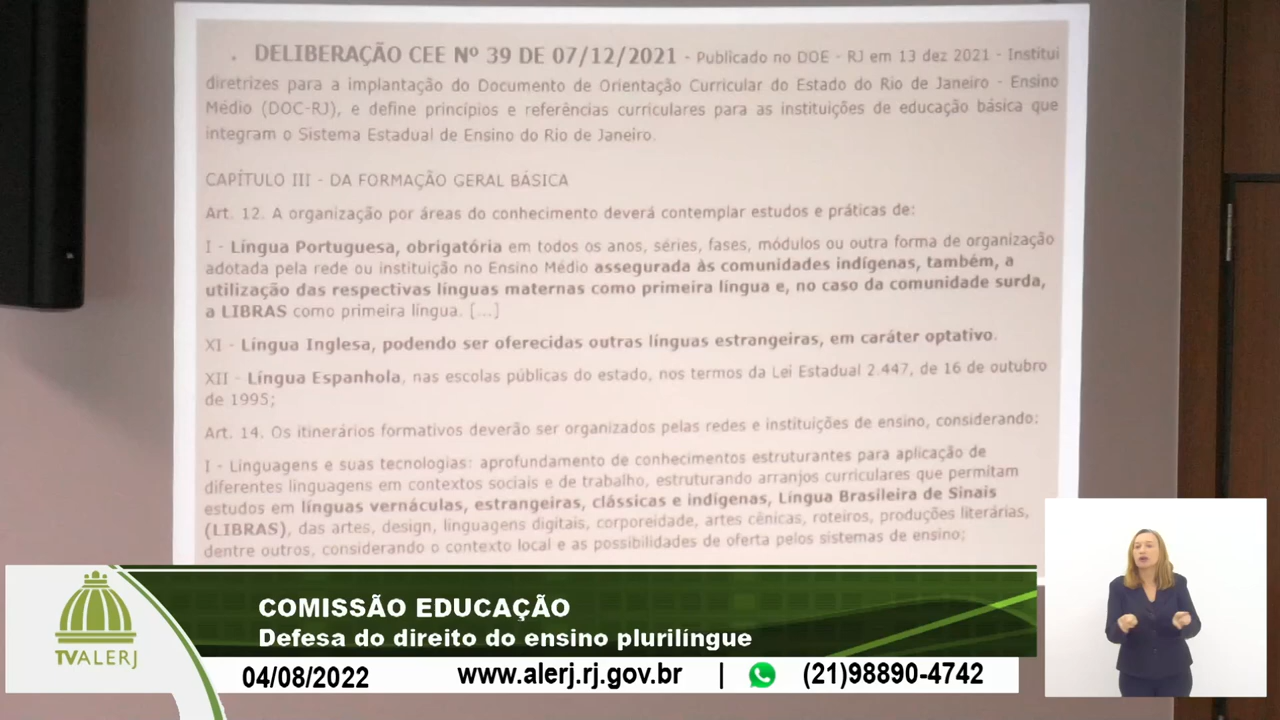 . DELIBERAÇÃO CEE Nº 39 DE 07/12/2021 - Publicado no DOE - RJ em 13 dez 2021 - Institui
diretrizes para a implantação do Documento de Orientação Curricular do Estado do Rio de Janeiro - Ensino
Médio (DOC-RJ), e define princípios e referências curriculares para as instituições de educação básica que
integram o Sistema Estadual de Ensino do Rio de Janeiro.
CAPÍTULO III - DA FORMAÇÃO GERAL BÁSICA
Art. 12. A organização por áreas do conhecimento deverá contemplar estudos e práticas de:
I - Língua Portuguesa, obrigatória em todos os anos, séries, fases, módulos ou outra forma de organização
adotada pela rede ou instituição no Ensino Médio assegurada às comunidades indígenas, também, a
utilização das respectivas línguas maternas como primeira língua e, no caso da comunidade surda,
a LIBRAS como primeira língua. [...]
XI - Língua Inglesa, podendo ser oferecidas outras línguas estrangeiras, em caráter optativo.
XII - Língua Espanhola, nas escolas públicas do estado, nos termos da Lei Estadual 2.447, de 16 de outubro
de 1995;
Art. 14. Os itinerários formativos deverão ser organizados pelas redes e instituições de ensino, considerando:
I - Linguagens e suas tecnologias: aprofundamento de conhecimentos estruturantes para aplicação de
diferentes linguagens em contextos sociais e de trabalho, estruturando arranjos curriculares que permitam
estudos em línguas vernáculas, estrangeiras, clássicas e indígenas, Língua Brasileira de Sinais
(LIBRAS), das artes, design, linguagens digitais, corporeidade, artes cênicas, roteiros, produções literárias,
dentre outros, considerando o contexto local e as possibilidades de oferta pelos sistemas de ensino;
COMISSÃO EDUCAÇÃO
Defesa do direito do ensino plurilíngue
TVALERJ
04/08/2022 www.alerj.rj.gov.br | (21)98890-4742